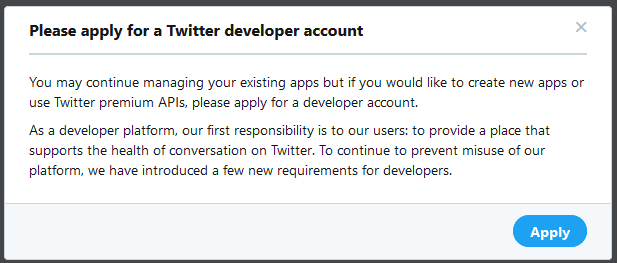 Please apply for a Twitter developer account
You may continue managing your existing apps but if you would like to create new apps or
use Twitter premium APIs, please apply for a developer account.
As a developer platform, our first responsibility is to our users: to provide a place that
supports the health of conversation on Twitter. To continue to prevent misuse of our
platform, we have introduced a few new requirements for developers.
Apply